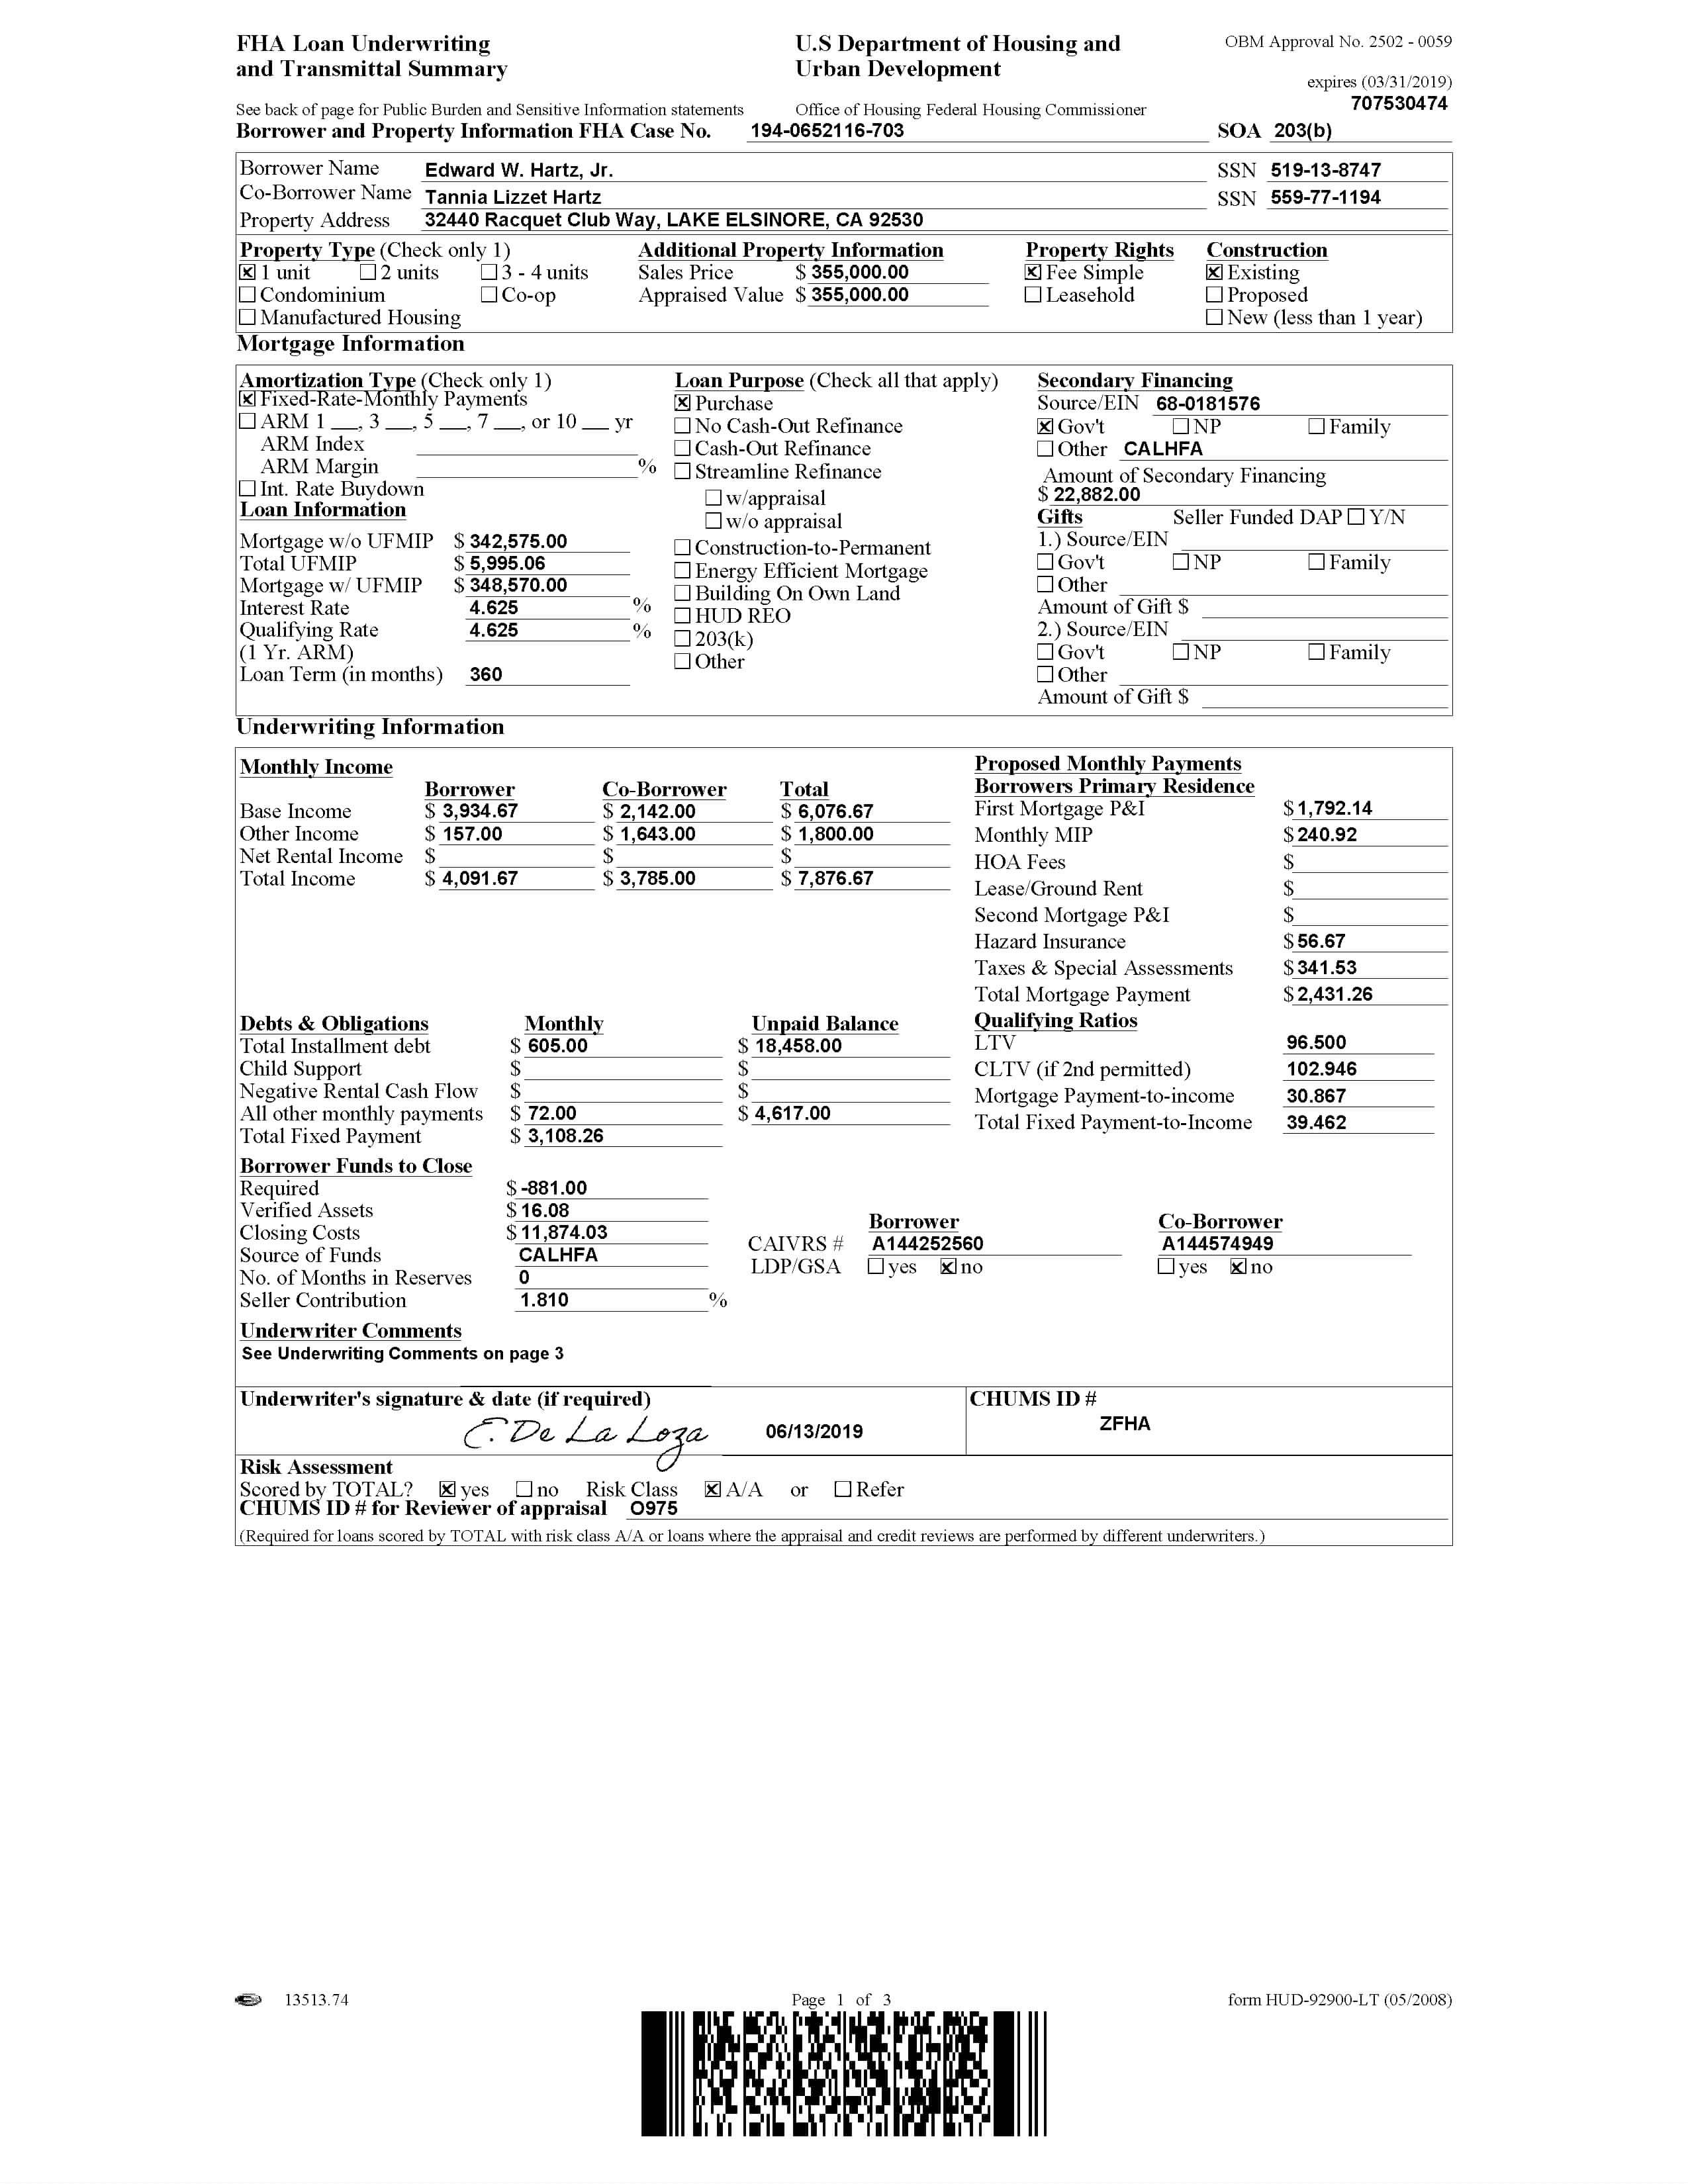 FHA Loan Underwriting
and Transmittal Summary
U.S Department of Housing and
Urban Development
OBM Approval No. 2502 - 0059
expires (03/31/2019)
707530474
See back of page for Public Burden and Sensitive Information statements
Office of Housing Federal Housing Commissioner
Borrower and Property Information FHA Case No. 194-0652116-703 SOA 203(b)
Borrower Name Edward W. Hartz, Jr. SSN 519-13-8747
Co-Borrower Name Tannia Lizzet Hartz SSN 559-77-1194
Property Address 32440 Racquet Club Way, LAKE ELSINORE, CA 92530
Property Type (Check only 1)
1 unit 2 units 3 - 4 units
Condominium Co-op
Manufactured Housing
Additional Property Information
Sales Price $ 355,000.00
Appraised Value $ 355,000.00
Property Rights
Fee Simple
Leasehold
Construction
Existing
Proposed
New (less than 1 year)
Mortgage Information
Amortization Type (Check only 1)
Fixed-Rate-Monthly Payments
ARM 1 __, 3 __, 5 __, 7 __, or 10 __ yr
ARM Index
ARM Margin %
Int. Rate Buydown
Loan Information
Mortgage w/o UFMIP $ 342,575.00
Total UFMIP $ 5,995.06
Mortgage w/ UFMIP $ 348,570.00
Interest Rate 4.625 %
Qualifying Rate 4.625 %
(1 Yr. ARM)
Loan Term (in months) 360
Loan Purpose (Check all that apply)
Purchase
No Cash-Out Refinance
Cash-Out Refinance
Streamline Refinance
w/appraisal
w/o appraisal
Construction-to-Permanent
Energy Efficient Mortgage
Building On Own Land
HUD REO
203(k)
Other
Secondary Financing
Source/EIN 68-0181576
Gov't NP Family
Other CALHFA
Amount of Secondary Financing
$ 22,882.00
Gifts Seller Funded DAP Y/N
1.) Source/EIN
Gov't NP Family
Other
Amount of Gift $
2.) Source/EIN
Gov't NP Family
Other
Amount of Gift $
Underwriting Information
Monthly Income
Borrower Co-Borrower Total
Base Income $ 3,934.67 $ 2,142.00 $ 6,076.67
Other Income $ 157.00 $ 1,643.00 $ 1,800.00
Net Rental Income $ $ $
Total Income $ 4,091.67 $ 3,785.00 $ 7,876.67
Proposed Monthly Payments
Borrowers Primary Residence
First Mortgage P&I $ 1,792.14
Monthly MIP $ 240.92
HOA Fees $
Lease/Ground Rent $
Second Mortgage P&I $
Hazard Insurance $ 56.67
Taxes & Special Assessments $ 341.53
Total Mortgage Payment $ 2,431.26
Debts & Obligations Monthly Unpaid Balance
Total Installment debt $ 605.00 $ 18,458.00
Child Support $ $
Negative Rental Cash Flow $ $
All other monthly payments $ 72.00 $ 4,617.00
Total Fixed Payment $ 3,108.26
Qualifying Ratios
LTV 96.500
CLTV (if 2nd permitted) 102.946
Mortgage Payment-to-income 30.867
Total Fixed Payment-to-Income 39.462
Borrower Funds to Close
Required $ -881.00
Verified Assets $ 16.08
Closing Costs $ 11,874.03
Source of Funds CALHFA
No. of Months in Reserves 0
Seller Contribution 1.810 %
Borrower Co-Borrower
CAIVRS # A144252560 A144574949
LDP/GSA yes no yes no
Underwriter Comments
See Underwriting Comments on page 3
Underwriter's signature & date (if required)
E. De La Loza 06/13/2019
CHUMS ID #
ZFHA
Risk Assessment
Scored by TOTAL? yes no Risk Class A/A or Refer
CHUMS ID # for Reviewer of appraisal O975
(Required for loans scored by TOTAL with risk class A/A or loans where the appraisal and credit reviews are performed by different underwriters.)
13513.74
Page 1 of 3
form HUD-92900-LT (05/2008)